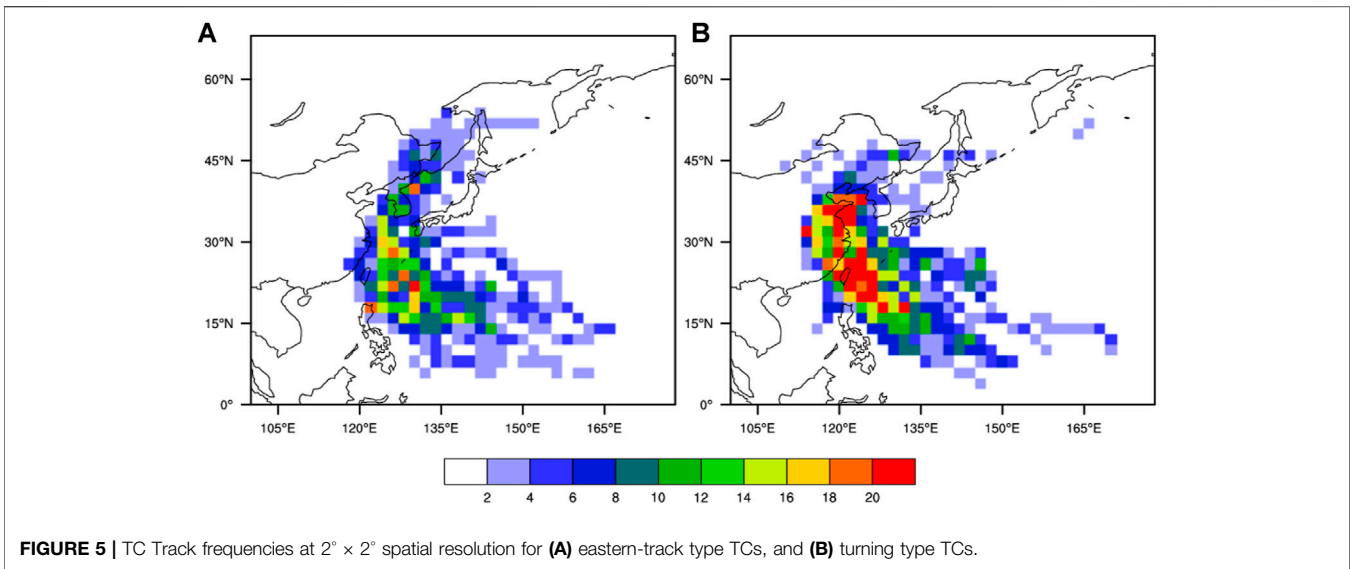 A
B
60°N
45°N
30°N
15°N
0°
60°N
45°N
30°N
15°N
0°
105°E 120°E 135°E 150°E 165°E
105°E 120°E 135°E 150°E 165°E
2 4 6 8 10 12 14 16 18 20
FIGURE 5 | TC Track frequencies at 2° × 2° spatial resolution for (A) eastern-track type TCs, and (B) turning type TCs.